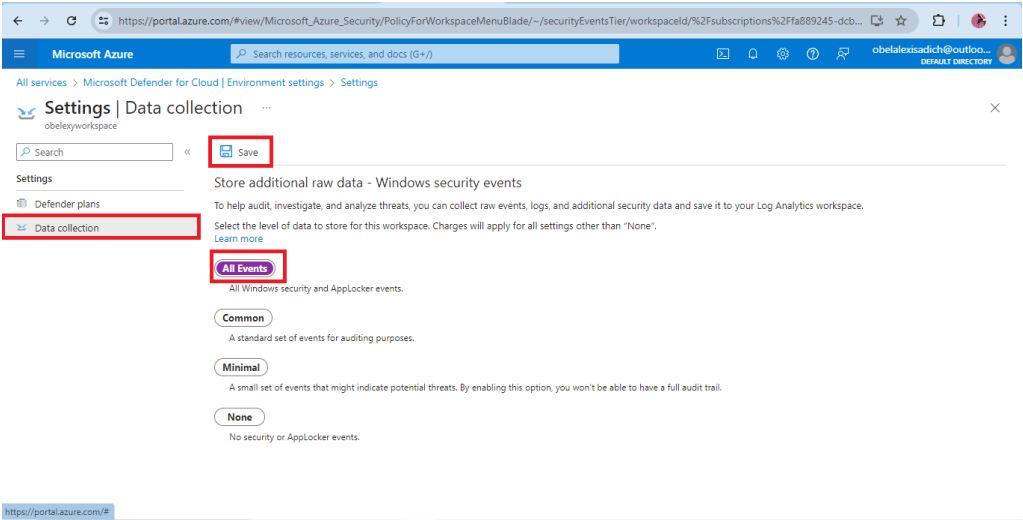 https://portal.azure.com/#view/Microsoft_Azure_Security/PolicyForWorkspaceMenuBlade/~/securityEventsTier/workspaceId/%2Fsubscriptions%2Ffa889245-dcb...
Microsoft Azure
Search resources, services, and docs (G+/)
obelalexisadich@outloo...
DEFAULT DIRECTORY
All services > Microsoft Defender for Cloud | Environment settings > Settings
Settings | Data collection ...
obelexyworkspace
Search «
Save
Settings
Defender plans
Data collection
Store additional raw data - Windows security events
To help audit, investigate, and analyze threats, you can collect raw events, logs, and additional security data and save it to your Log Analytics workspace.
Select the level of data to store for this workspace. Charges will apply for all settings other than "None".
Learn more
All Events
All Windows security and AppLocker events.
Common
A standard set of events for auditing purposes.
Minimal
A small set of events that might indicate potential threats. By enabling this option, you won't be able to have a full audit trail.
None
No security or AppLocker events.
https://portal.azure.com/#